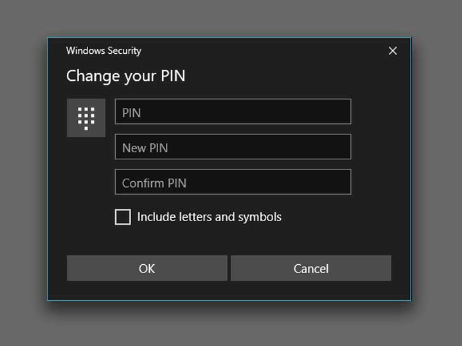 Windows Security
Change your PIN
PIN
New PIN
Confirm PIN
Include letters and symbols
OK
Cancel